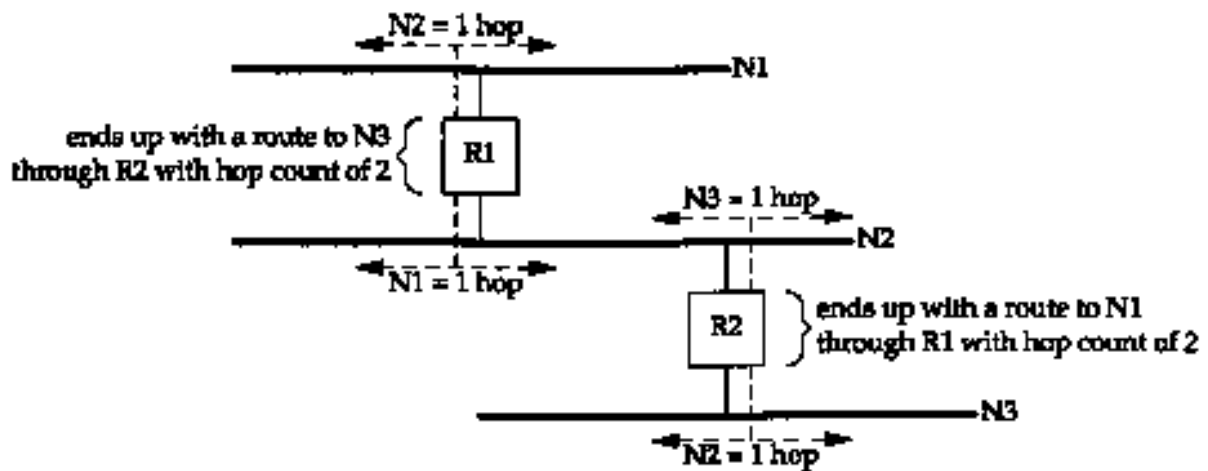 N2 = 1 hop
N1
ends up with a route to N3
through R2 with hop count of 2
R1
N3 = 1 hop
N2
N1 = 1 hop
R2
ends up with a route to N1
through R1 with hop count of 2
N3
N2 = 1 hop